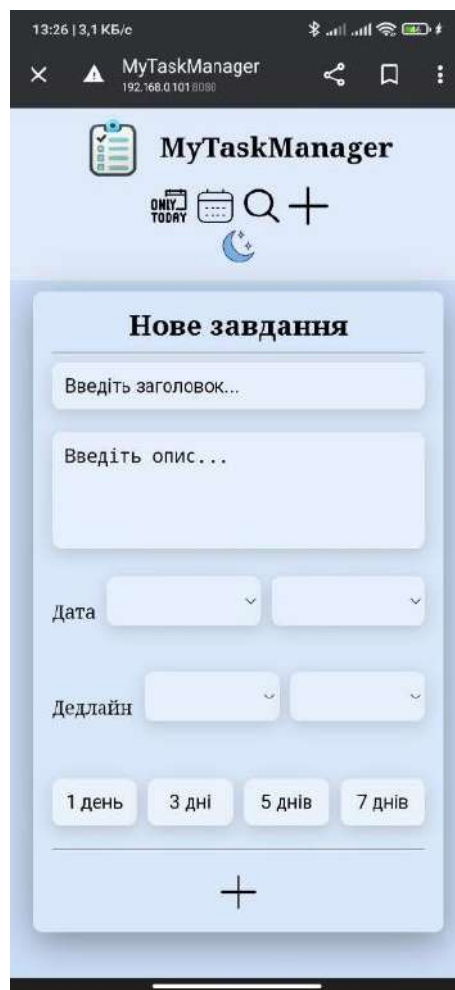 13:26 | 3,1 КБ/с
MyTaskManager
192.168.0.101:8080
MyTaskManager
ONLY
TODAY
Нове завдання
Введіть заголовок...
Введіть опис...
Дата
Дедлайн
1 день 3 дні 5 днів 7 днів